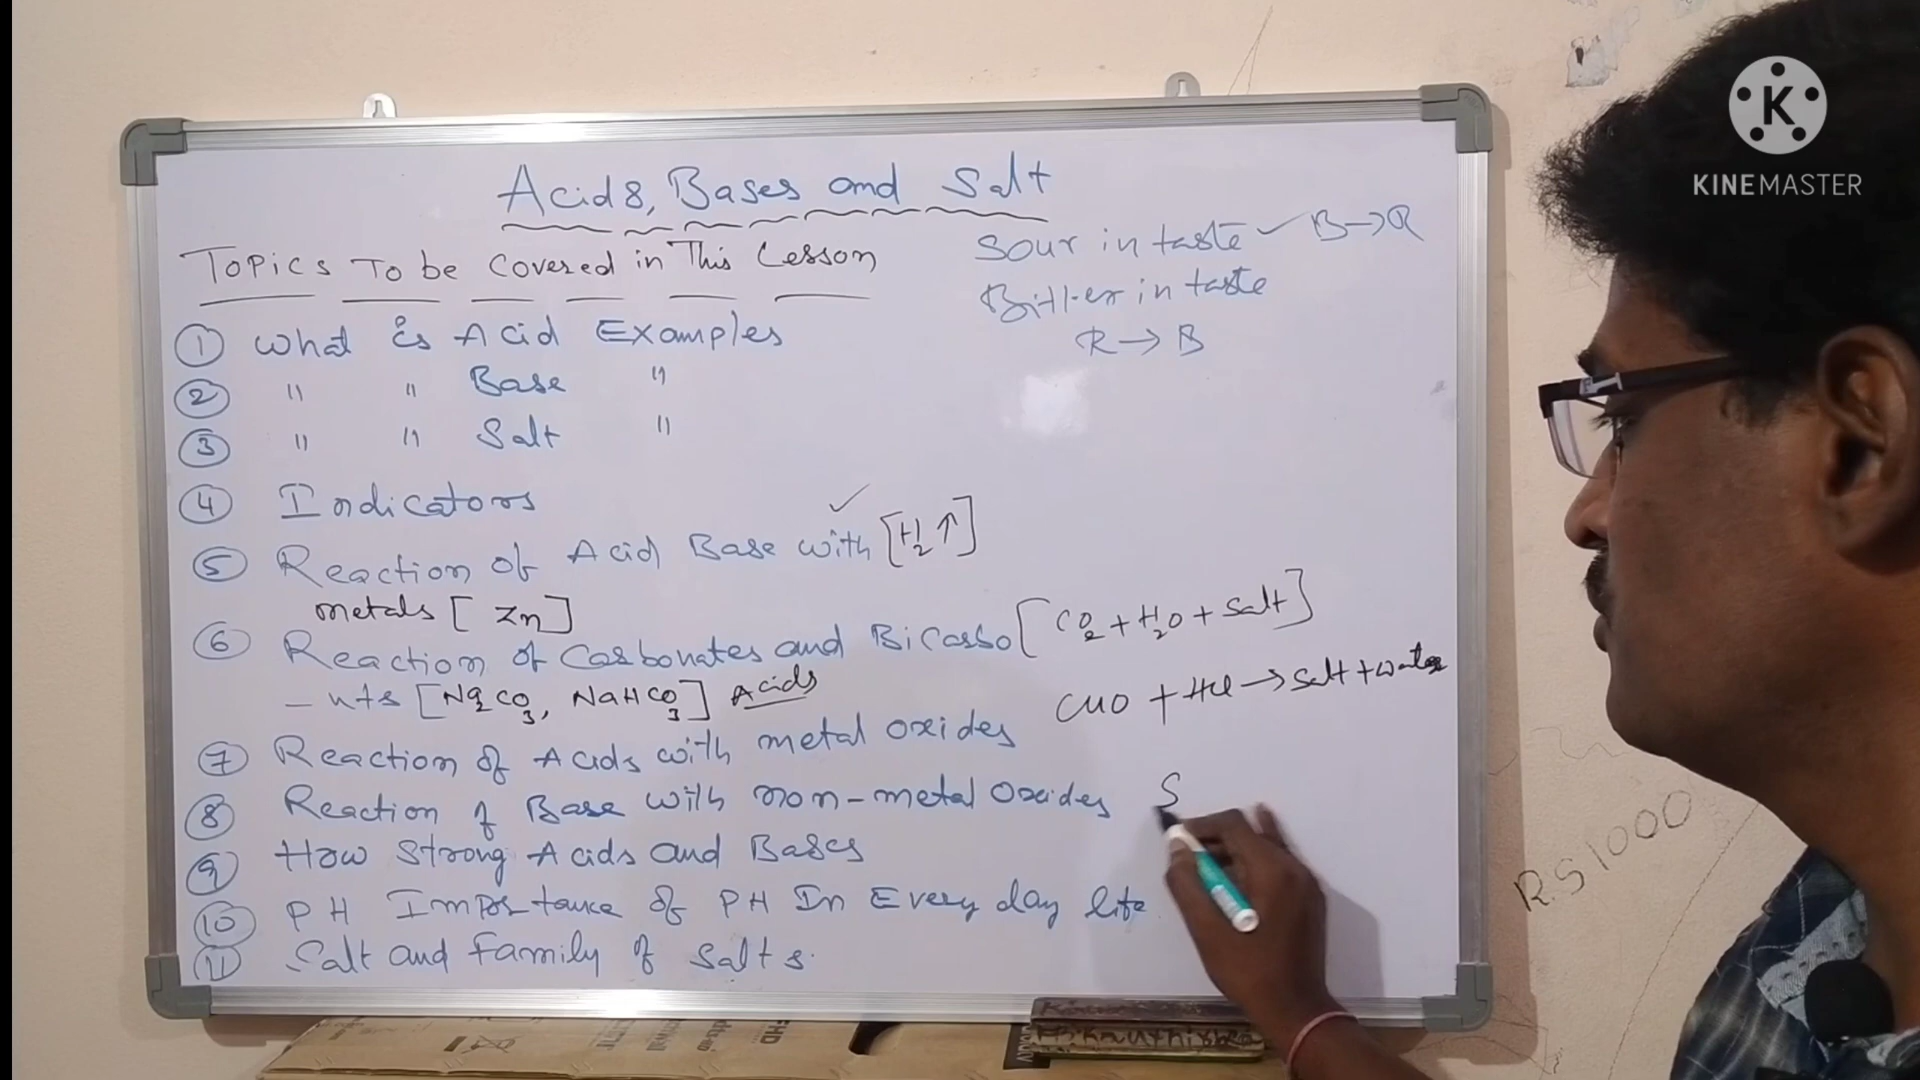 KINEMASTER
Acids, Bases and Salt
Topics To be Covered in This Lesson
Sour in taste ✓ B→R
Bitter in taste
R→B
① What is Acid Examples
② " " Base "
③ " " Salt "
④ Indicators
⑤ Reaction of Acid Base with [H₂↑]
metals [Zn]
⑥ Reaction of Carbonates and Bicarbo [CO₂+H₂O+Salt]
–nts [Na₂CO₃, NaHCO₃] Acids
CuO + HCl → Salt+water
⑦ Reaction of Acids with metal oxides
⑧ Reaction of Base with non-metal Oxides S
⑨ How Strong Acids and Bases
⑩ PH Importance of PH In Every day life
⑪ Salt and Family of Salts.
RS1000